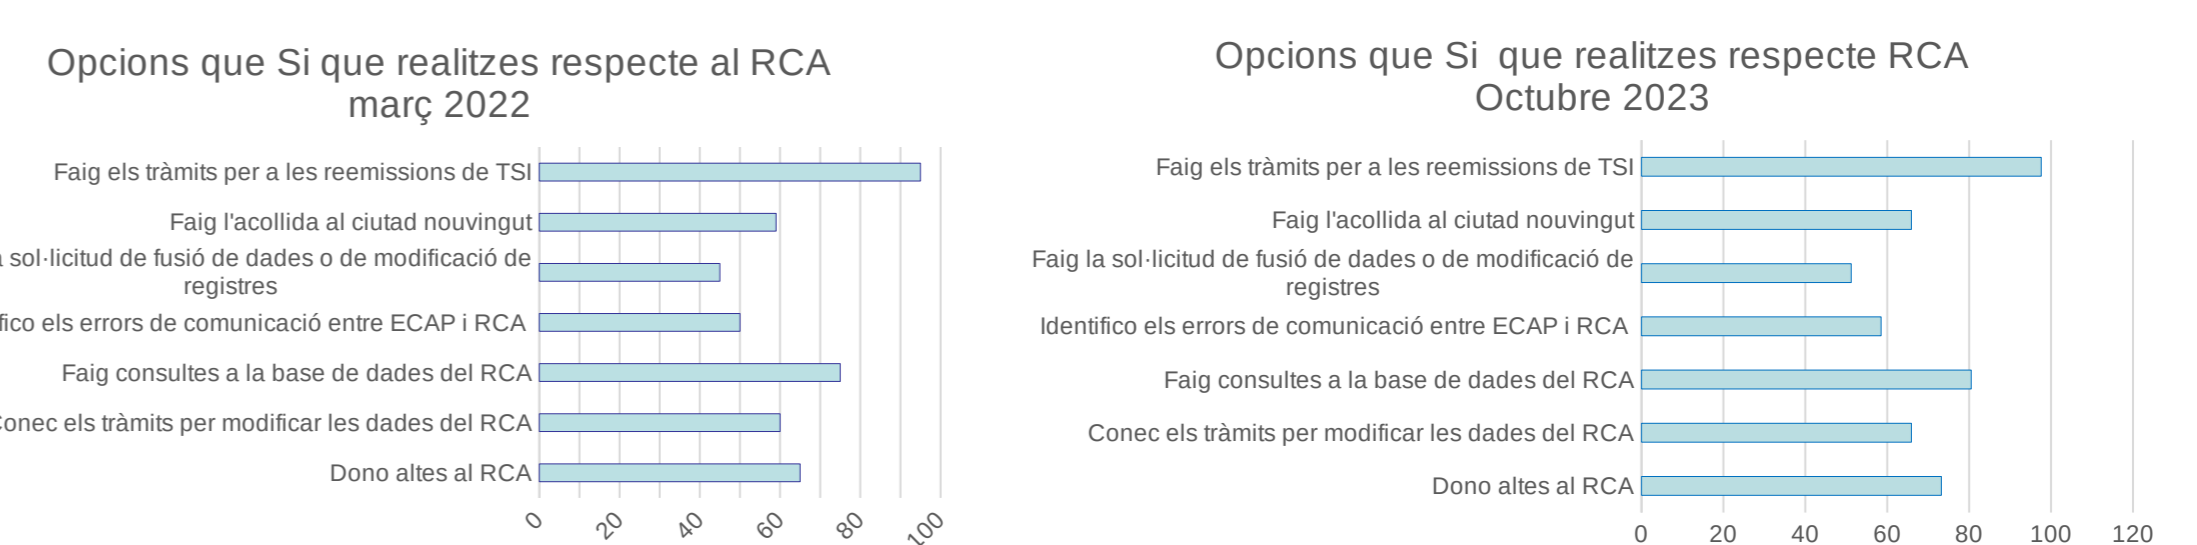 Opcions que Si que realitzes respecte al RCA
març 2022
Faig els tràmits per a les reemissions de TSI
Faig l'acollida al ciutad nouvingut
sol·licitud de fusió de dades o de modificació de
registres
els errors de comunicació entre ECAP i RCA
Faig consultes a la base de dades del RCA
Conec els tràmits per modificar les dades del RCA
Dono altes al RCA
0 20 40 60 80 100
Opcions que Si que realitzes respecte RCA
Octubre 2023
Faig els tràmits per a les reemissions de TSI
Faig l'acollida al ciutad nouvingut
Faig la sol·licitud de fusió de dades o de modificació de
registres
Identifico els errors de comunicació entre ECAP i RCA
Faig consultes a la base de dades del RCA
Conec els tràmits per modificar les dades del RCA
Dono altes al RCA
0 20 40 60 80 100 120